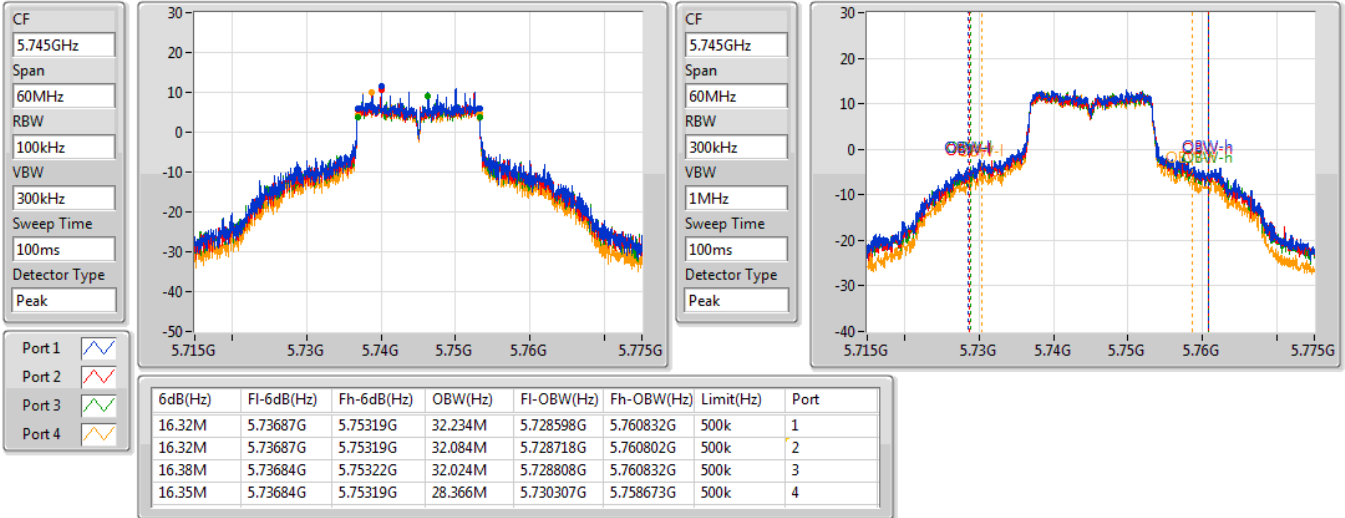 CF
5.745GHz
Span
60MHz
RBW
100kHz
VBW
300kHz
Sweep Time
100ms
Detector Type
Peak
30
20
10
0
-10
-20
-30
-40
-50
5.715G 5.73G 5.74G 5.75G 5.76G 5.775G
CF
5.745GHz
Span
60MHz
RBW
300kHz
VBW
1MHz
Sweep Time
100ms
Detector Type
Peak
30
20
10
0
-10
-20
-30
-40
OBW-l
OBW-h
OBW-h
5.715G 5.73G 5.74G 5.75G 5.76G 5.775G
Port 1
Port 2
Port 3
Port 4
6dB(Hz) Fl-6dB(Hz) Fh-6dB(Hz) OBW(Hz) Fl-OBW(Hz) Fh-OBW(Hz) Limit(Hz) Port
16.32M 5.73687G 5.75319G 32.234M 5.728598G 5.760832G 500k 1
16.32M 5.73687G 5.75319G 32.084M 5.728718G 5.760802G 500k 2
16.38M 5.73684G 5.75322G 32.024M 5.728808G 5.760832G 500k 3
16.35M 5.73684G 5.75319G 28.366M 5.730307G 5.758673G 500k 4